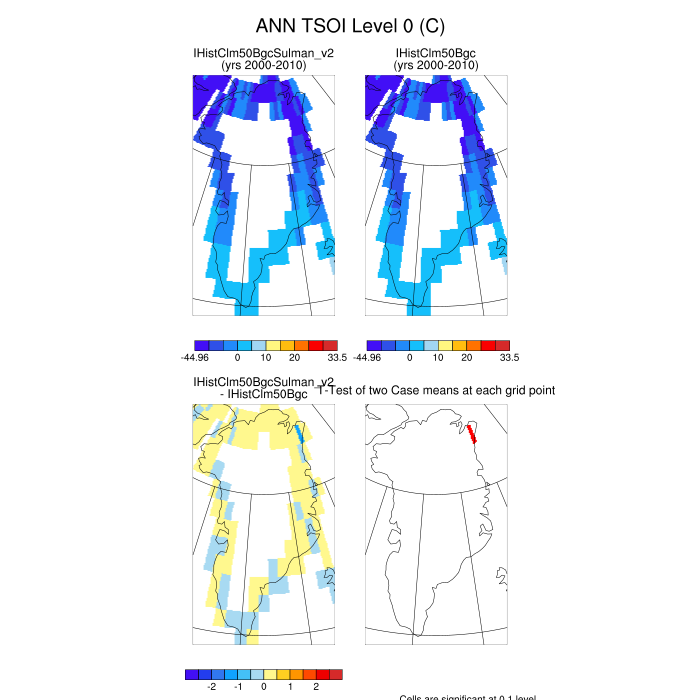 ANN TSOI Level 0 (C)
IHistClm50BgcSulman_v2
(yrs 2000-2010)
IHistClm50Bgc
(yrs 2000-2010)
-44.96 0 10 20 33.5
-44.96 0 10 20 33.5
IHistClm50BgcSulman_v2
- IHistClm50Bgc
T-Test of two Case means at each grid point
-2 -1 0 1 2
Cells are significant at 0.1 level